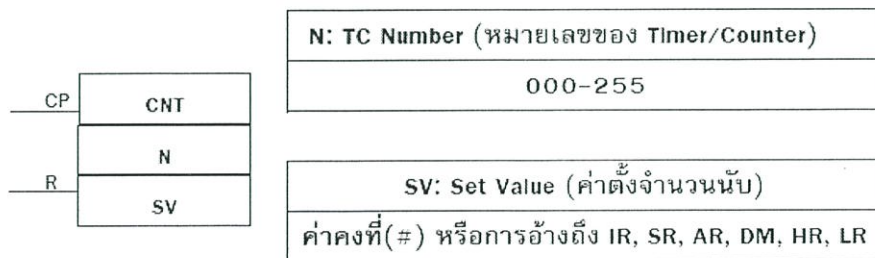 CP
CNT
N
R
SV
N: TC Number (หมายเลขของ Timer/Counter)
000-255
SV: Set Value (ค่าตั้งจำนวนนับ)
ค่าคงที่(#) หรือการอ้างถึง IR, SR, AR, DM, HR, LR